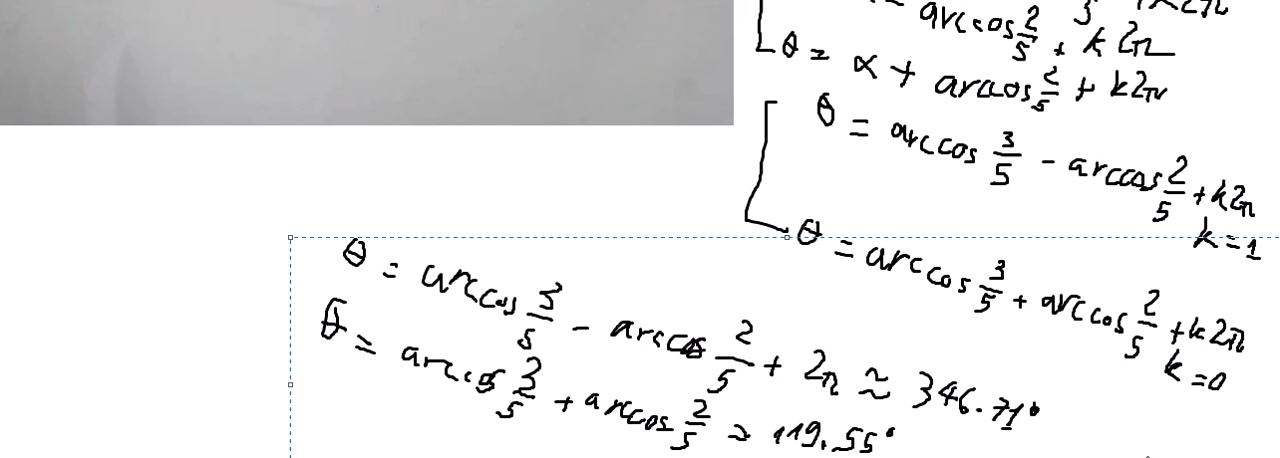 arccos 2/5 + k2π
θ = α + arccos 2/5 + k2π
θ = arccos 3/5 - arccos 2/5 + k2π
k = 1
θ = arccos 3/5 + arccos 2/5 + k2π
k = 0
θ = arccos 3/5 - arccos 2/5 + 2π ≈ 346.71°
θ = arccos 3/5 + arccos 2/5 = 119.55°